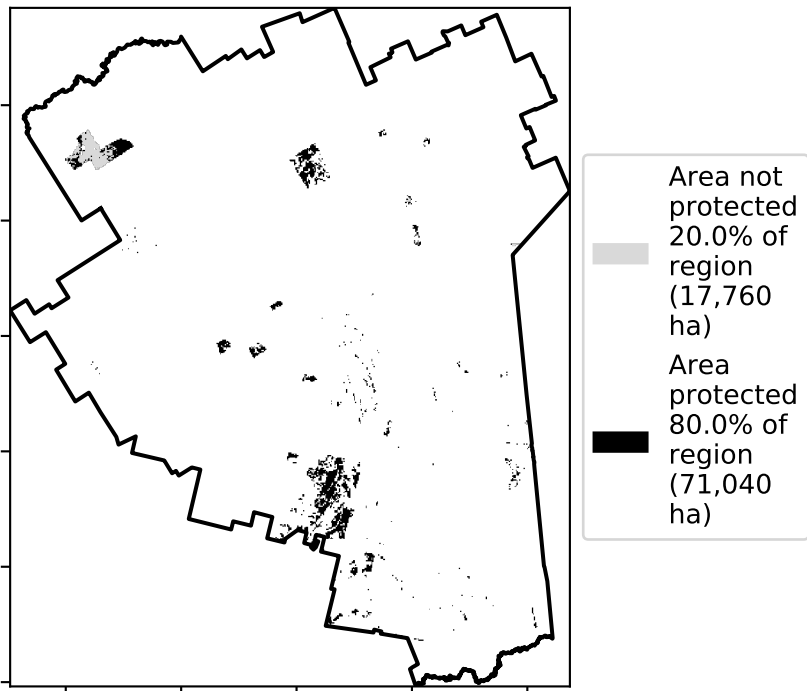 Area not
protected
20.0% of
region
(17,760
ha)
Area
protected
80.0% of
region
(71,040
ha)